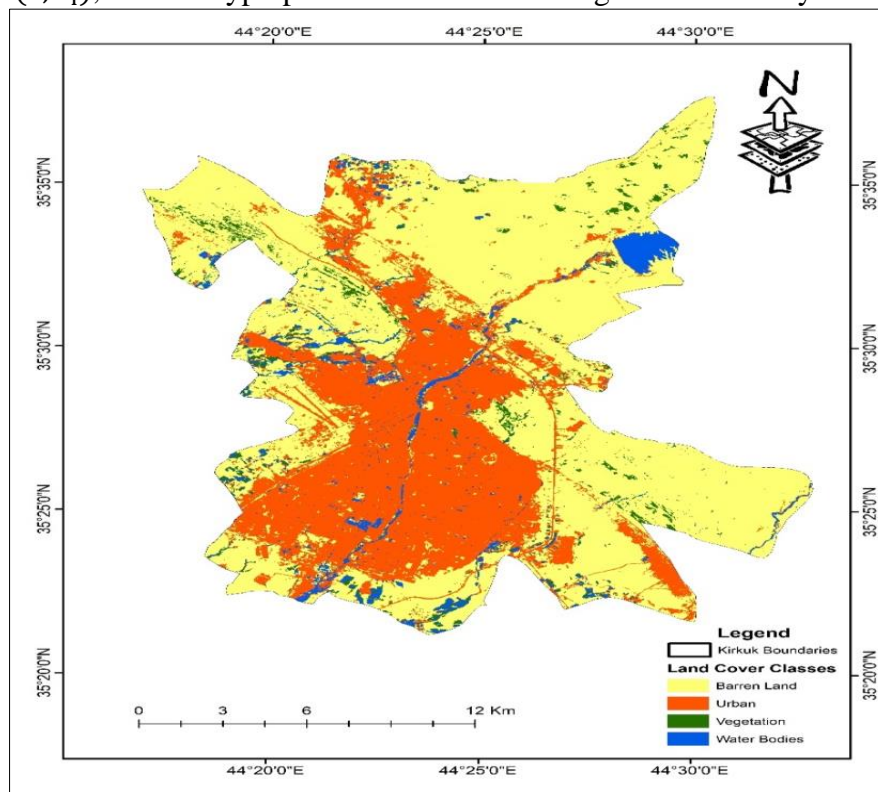 44°20'0"E 44°25'0"E 44°30'0"E
N
35°35'0"N 35°35'0"N
35°30'0"N 35°30'0"N
35°25'0"N 35°25'0"N
35°20'0"N 35°20'0"N
Legend
Kirkuk Boundaries
Land Cover Classes
Barren Land
Urban
Vegetation
Water Bodies
0 3 6 12 Km
44°20'0"E 44°25'0"E 44°30'0"E